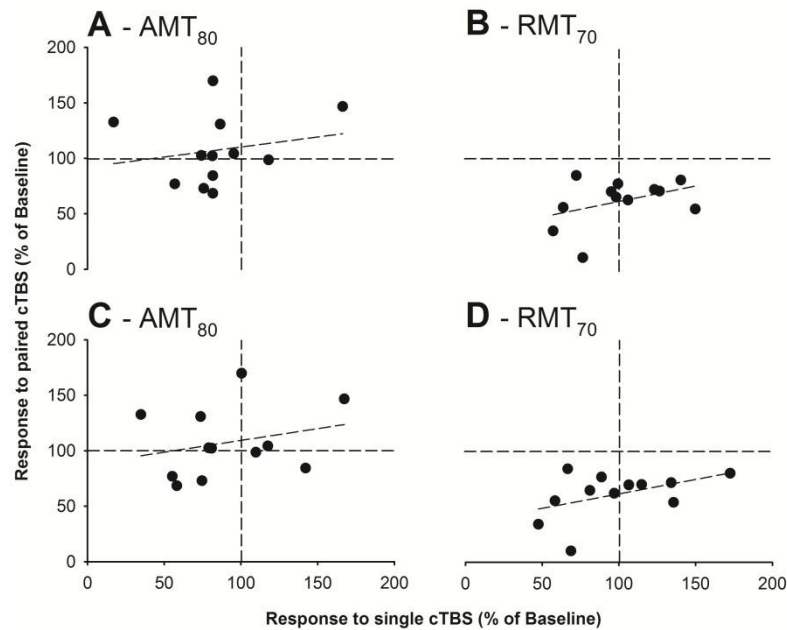 A - AMT80
B - RMT70
200
150
100
50
0
C - AMT80
D - RMT70
200
150
100
50
0
0 50 100 150 200
0 50 100 150 200
Response to paired cTBS (% of Baseline)
Response to single cTBS (% of Baseline)